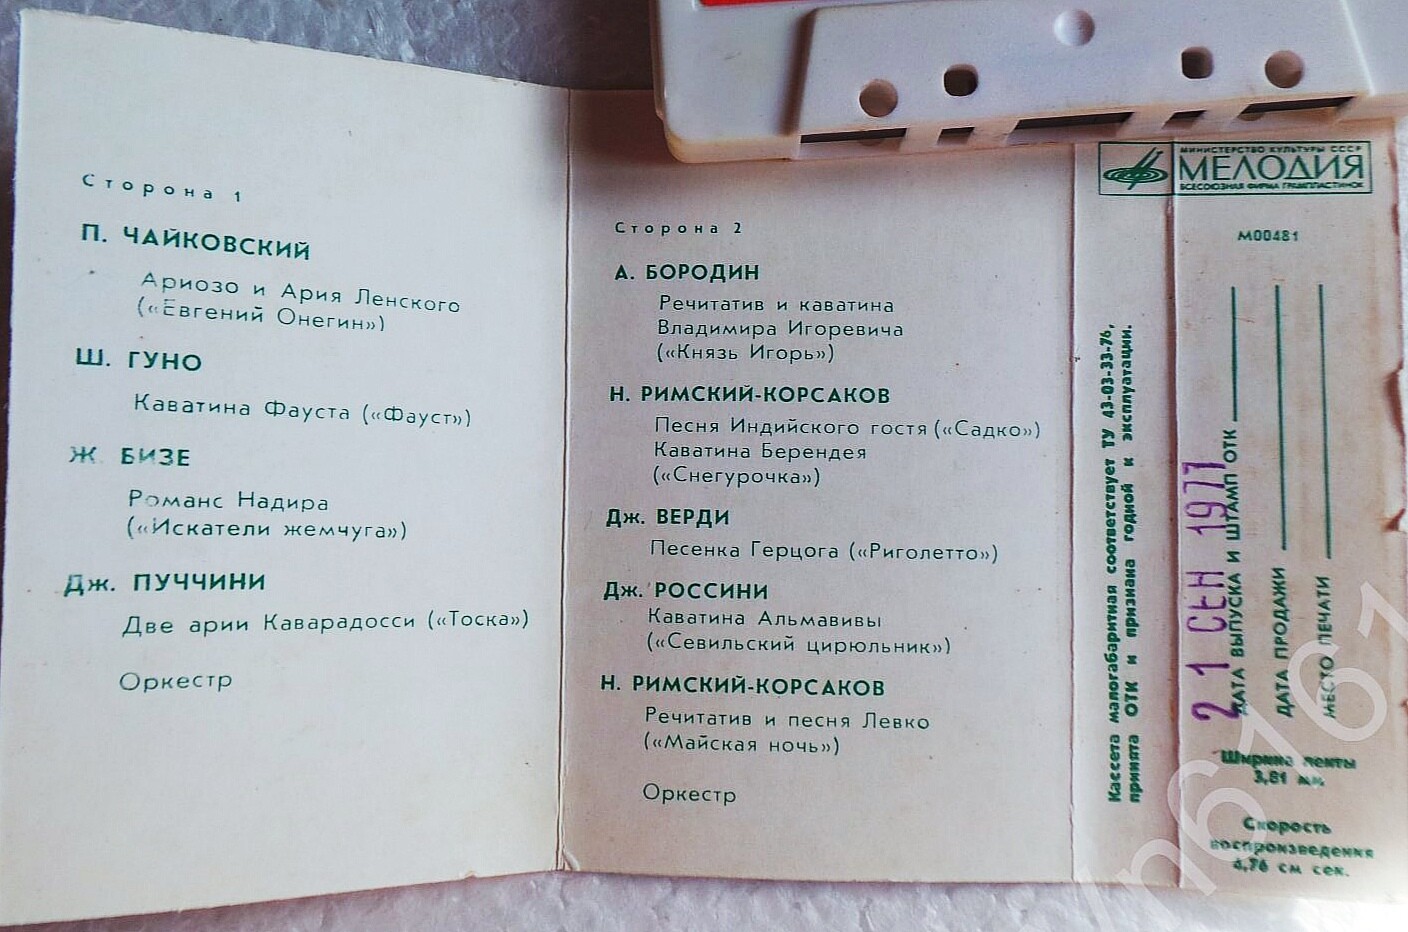 Сторона 1
П. ЧАЙКОВСКИЙ
Ариозо и Ария Ленского
(«Евгений Онегин»)
Ш. ГУНО
Каватина Фауста («Фауст»)
Ж. БИЗЕ
Романс Надира
(«Искатели жемчуга»)
Дж. ПУЧЧИНИ
Две арии Каварадосси («Тоска»)
Оркестр
Сторона 2
А. БОРОДИН
Речитатив и каватина
Владимира Игоревича
(«Князь Игорь»)
Н. РИМСКИЙ-КОРСАКОВ
Песня Индийского гостя («Садко»)
Каватина Берендея
(«Снегурочка»)
Дж. ВЕРДИ
Песенка Герцога («Риголетто»)
Дж. РОССИНИ
Каватина Альмавивы
(«Севильский цирюльник»)
Н. РИМСКИЙ-КОРСАКОВ
Речитатив и песня Левко
(«Майская ночь»)
Оркестр
Кассета малогабаритная соответствует ТУ 43-03-33-76,
принята ОТК и признана годной к эксплуатации.
МИНИСТЕРСТВО КУЛЬТУРЫ СССР
МЕЛОДИЯ
ВСЕСОЮЗНАЯ ФИРМА ГРАМПЛАСТИНОК
М00481
21 СЕН 1977
ДАТА ВЫПУСКА И ШТАМП ОТК
ДАТА ПРОДАЖИ
МЕСТО ПЕЧАТИ
Ширина ленты
3,81 мм.
Скорость
воспроизведения
4,76 см сек.